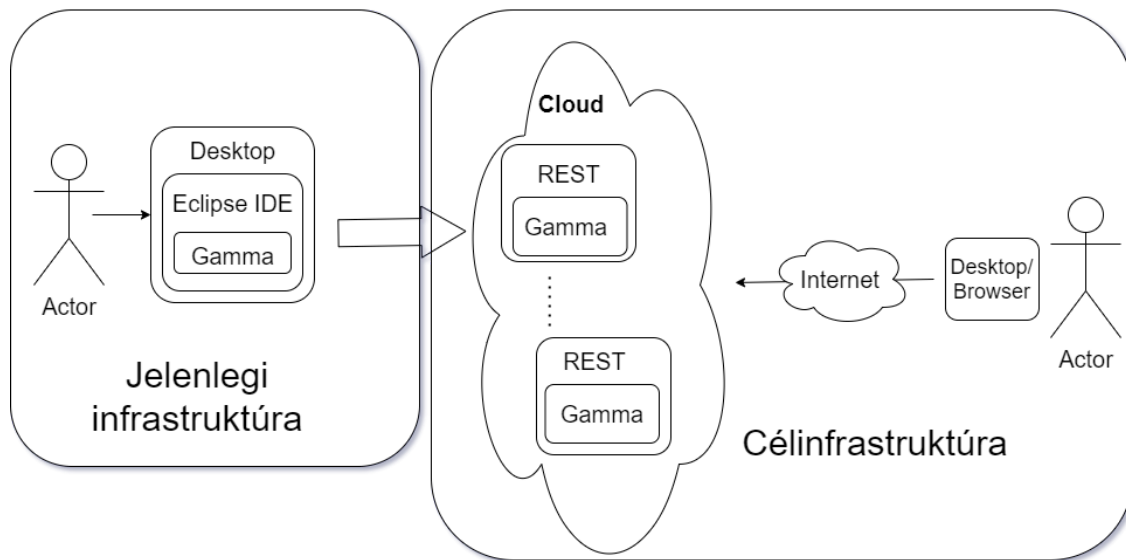 Desktop
Eclipse IDE
Gamma
Actor
Jelenlegi
infrastruktúra
Cloud
REST
Gamma
REST
Gamma
Internet
Desktop/
Browser
Actor
Célinfrastruktúra